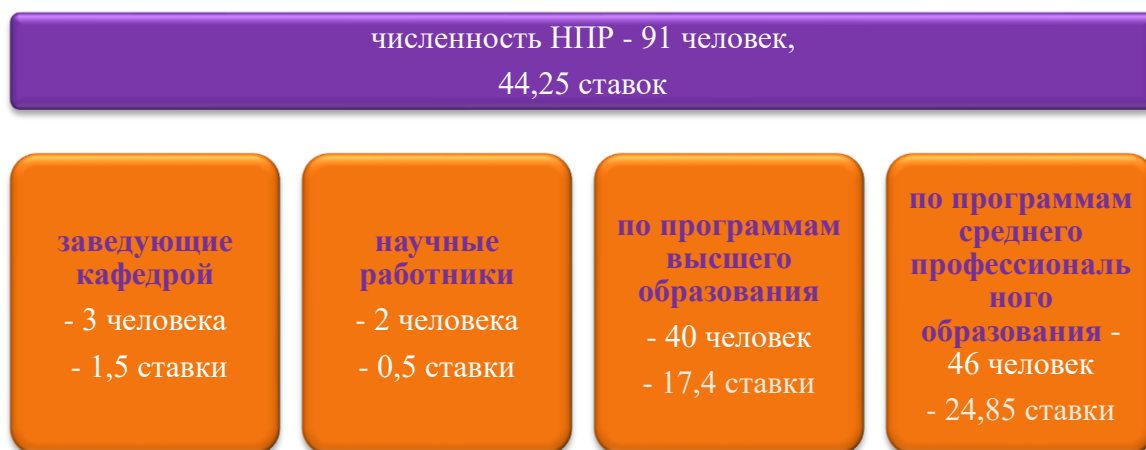 численность НПР - 91 человек,
44,25 ставок
заведующие
кафедрой
- 3 человека
- 1,5 ставки
научные
работники
- 2 человека
- 0,5 ставки
по программам
высшего
образования
- 40 человек
- 17,4 ставки
по программам
среднего
профессиональ
ного
образования -
46 человек
- 24,85 ставки